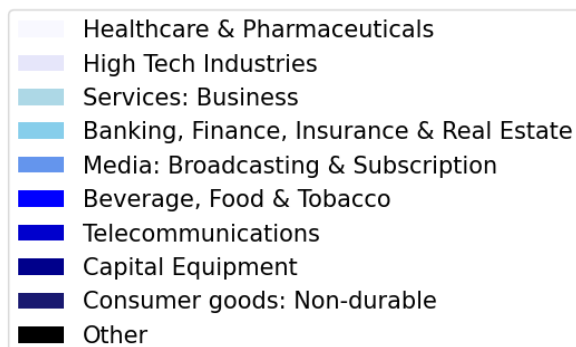 Healthcare & Pharmaceuticals
High Tech Industries
Services: Business
Banking, Finance, Insurance & Real Estate
Media: Broadcasting & Subscription
Beverage, Food & Tobacco
Telecommunications
Capital Equipment
Consumer goods: Non-durable
Other